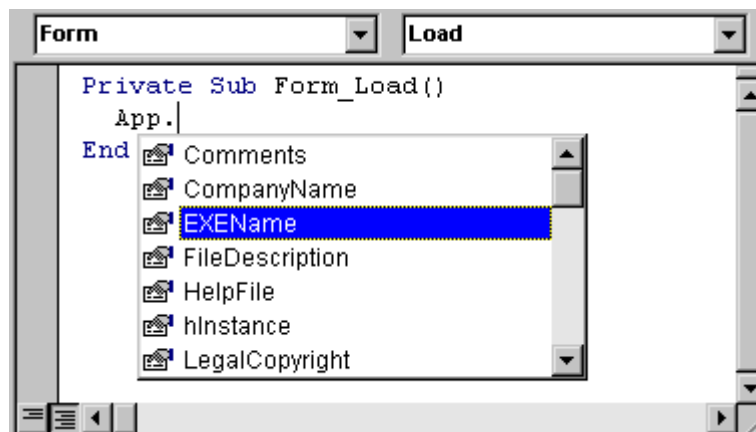 Form Load
Private Sub Form_Load()
App.
End
Comments
CompanyName
EXEName
FileDescription
HelpFile
hInstance
LegalCopyright